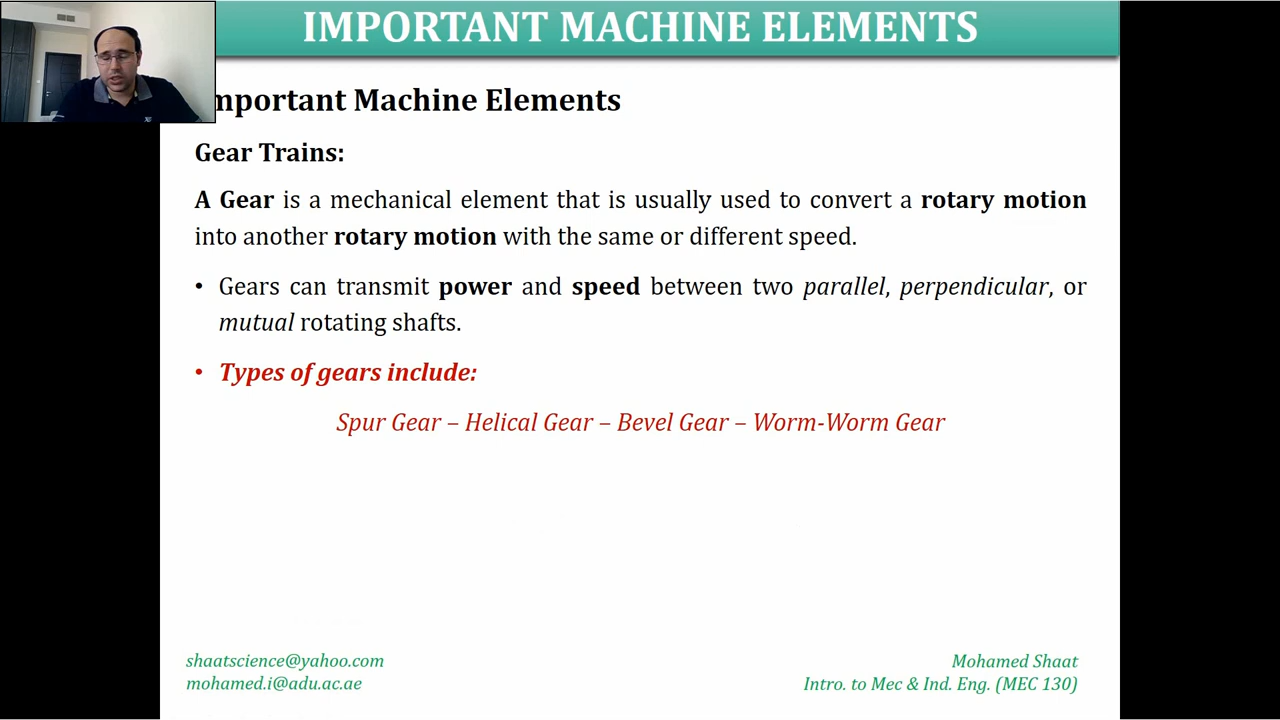 IMPORTANT MACHINE ELEMENTS
mportant Machine Elements
Gear Trains:
A Gear is a mechanical element that is usually used to convert a rotary motion
into another rotary motion with the same or different speed.
• Gears can transmit power and speed between two parallel, perpendicular, or
mutual rotating shafts.
• Types of gears include:
Spur Gear – Helical Gear – Bevel Gear – Worm-Worm Gear
shaatscience@yahoo.com
mohamed.i@adu.ac.ae
Mohamed Shaat
Intro. to Mec & Ind. Eng. (MEC 130)